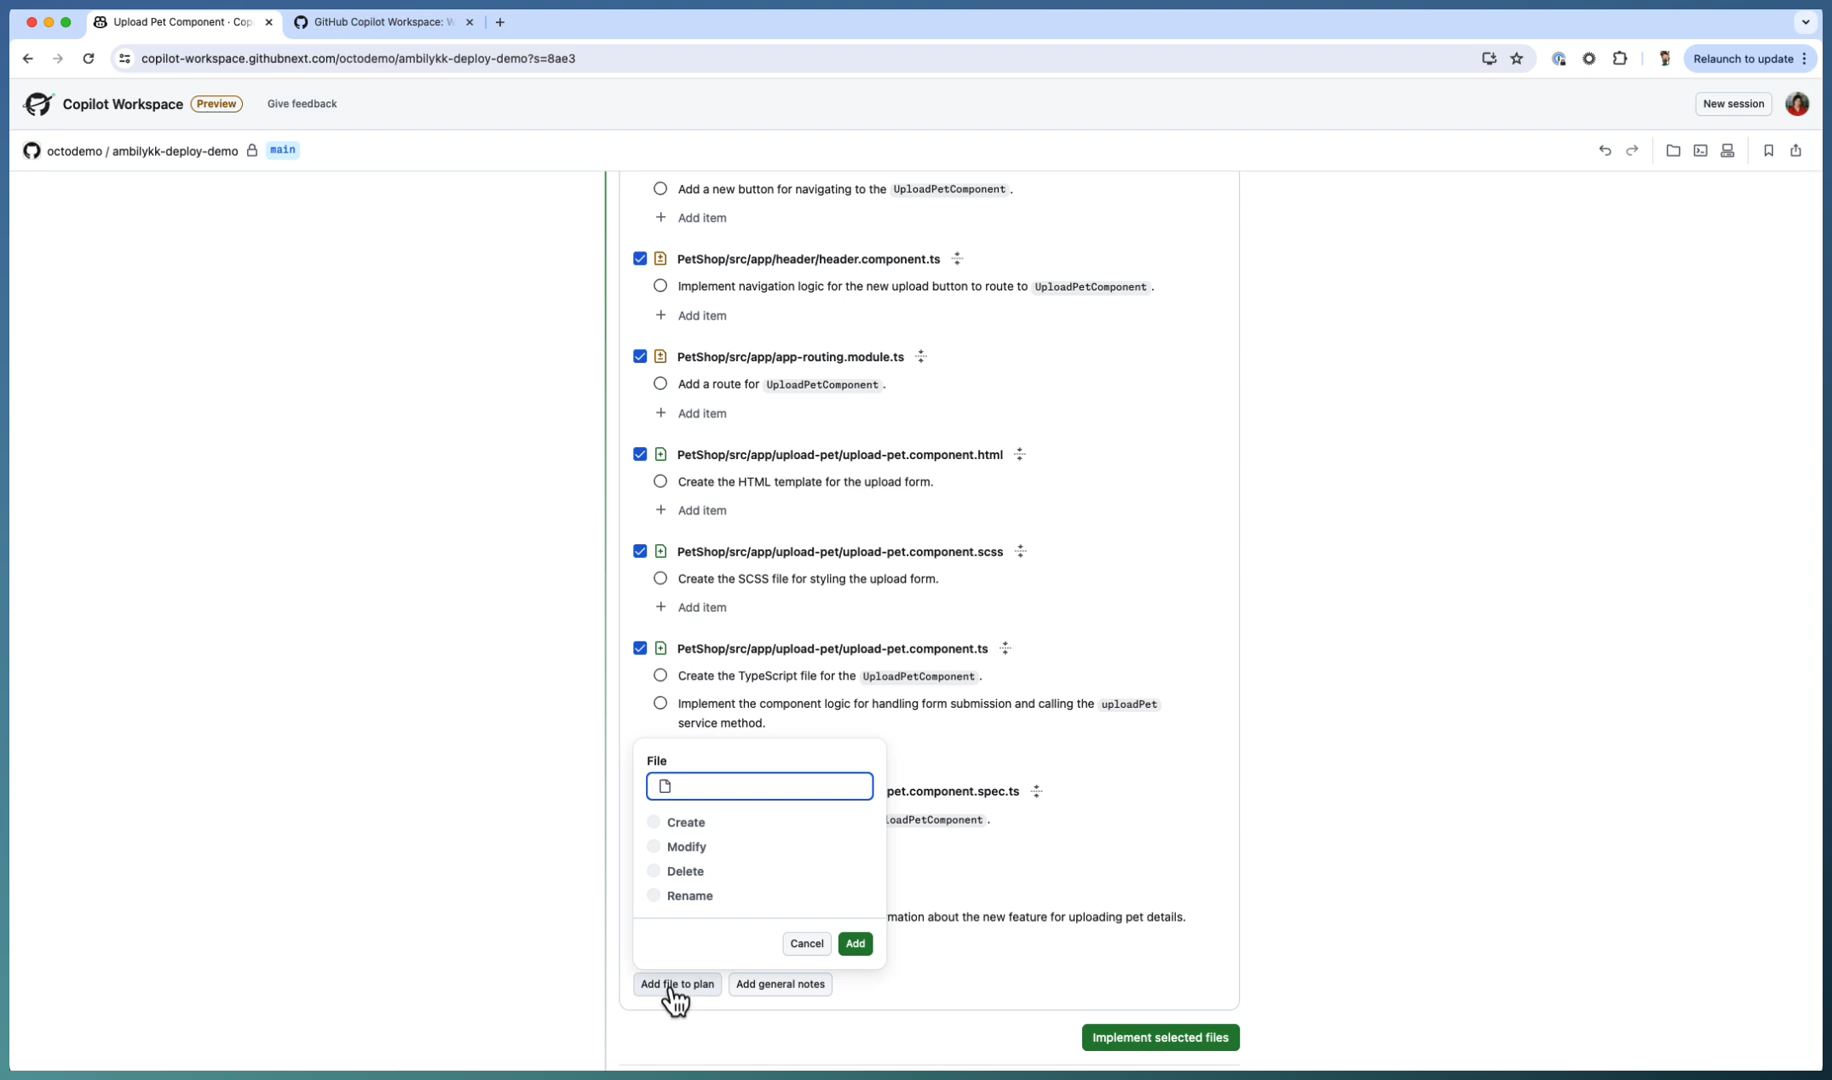 Upload Pet Component · Cop
GitHub Copilot Workspace: W
copilot-workspace.githubnext.com/octodemo/ambilykk-deploy-demo?s=8ae3
Relaunch to update
Copilot Workspace
Preview
Give feedback
New session
octodemo / ambilykk-deploy-demo
main
Add a new button for navigating to the UploadPetComponent .
+ Add item
PetShop/src/app/header/header.component.ts
Implement navigation logic for the new upload button to route to UploadPetComponent .
+ Add item
PetShop/src/app/app-routing.module.ts
Add a route for UploadPetComponent .
+ Add item
PetShop/src/app/upload-pet/upload-pet.component.html
Create the HTML template for the upload form.
+ Add item
PetShop/src/app/upload-pet/upload-pet.component.scss
Create the SCSS file for styling the upload form.
+ Add item
PetShop/src/app/upload-pet/upload-pet.component.ts
Create the TypeScript file for the UploadPetComponent .
Implement the component logic for handling form submission and calling the uploadPet
service method.
File
pet.component.spec.ts
Create
loadPetComponent .
Modify
Delete
Rename
mation about the new feature for uploading pet details.
Cancel
Add
Add file to plan
Add general notes
Implement selected files